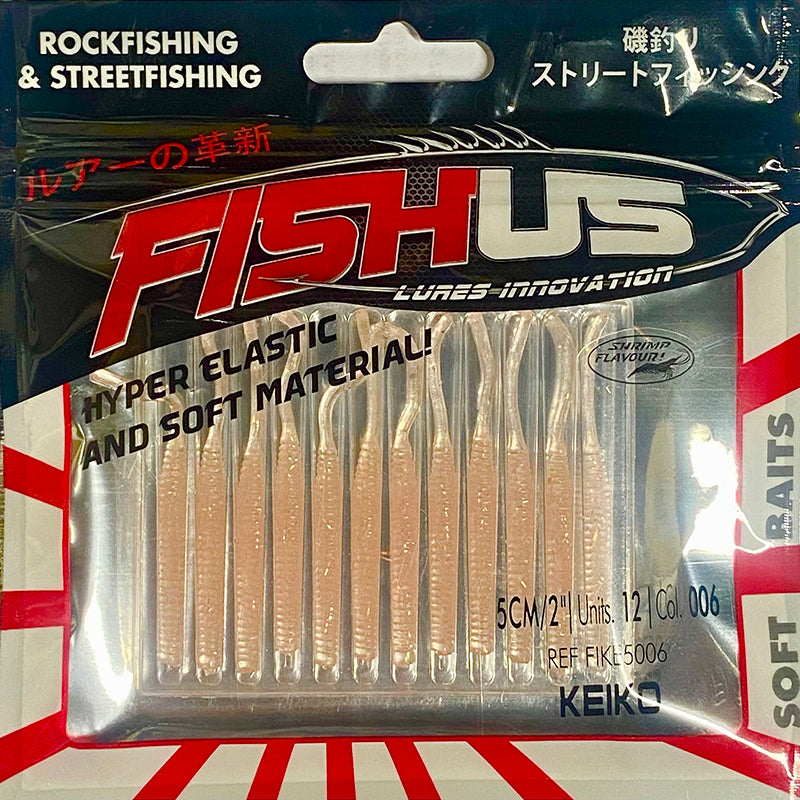 ROCKFISHING
& STREETFISHING
磯釣り
ストリートフィッシング
ルアーの革新
FISHUS
LURES INNOVATION
HYPER ELASTIC
AND SOFT MATERIAL!
SHRIMP
FLAVOUR!
5CM/2"| Units. 12 | Col. 006
REF FIKE5006
KEIKO
SOFT BAITS